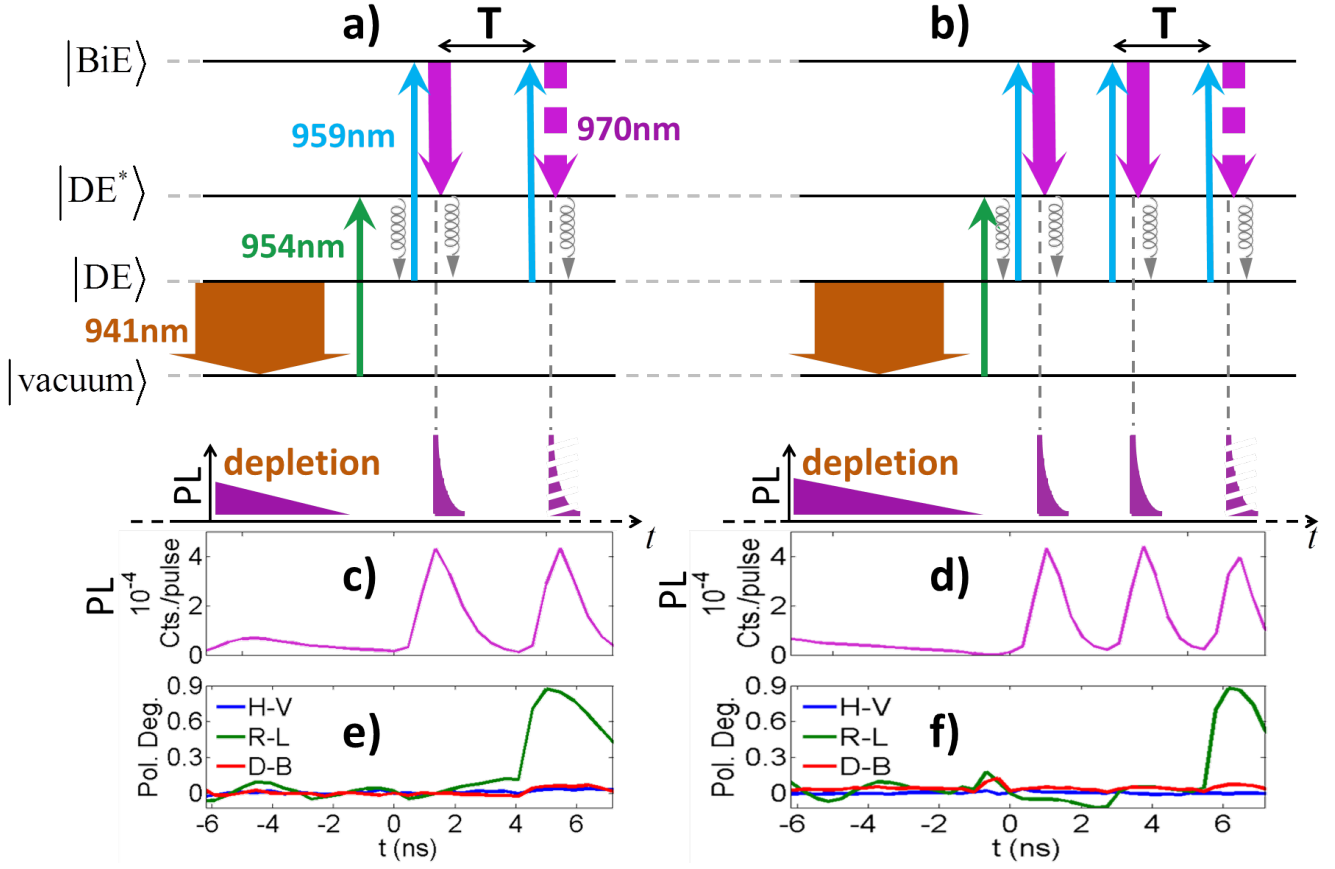 a) T b) T
|BiE⟩
959nm 970nm
|DE*⟩
954nm
|DE⟩
941nm
|vacuum⟩
PL depletion t PL depletion t
c) d)
PL 10-4 Cts./pulse 4 2 0
PL 10-4 Cts./pulse 4 2 0
e) f)
Pol. Deg. 0.9 0.6 0.3 0
H-V
R-L
D-B
Pol. Deg. 0.9 0.6 0.3 0
H-V
R-L
D-B
-6 -4 -2 0 2 4 6
t (ns)
-6 -4 -2 0 2 4 6
t (ns)